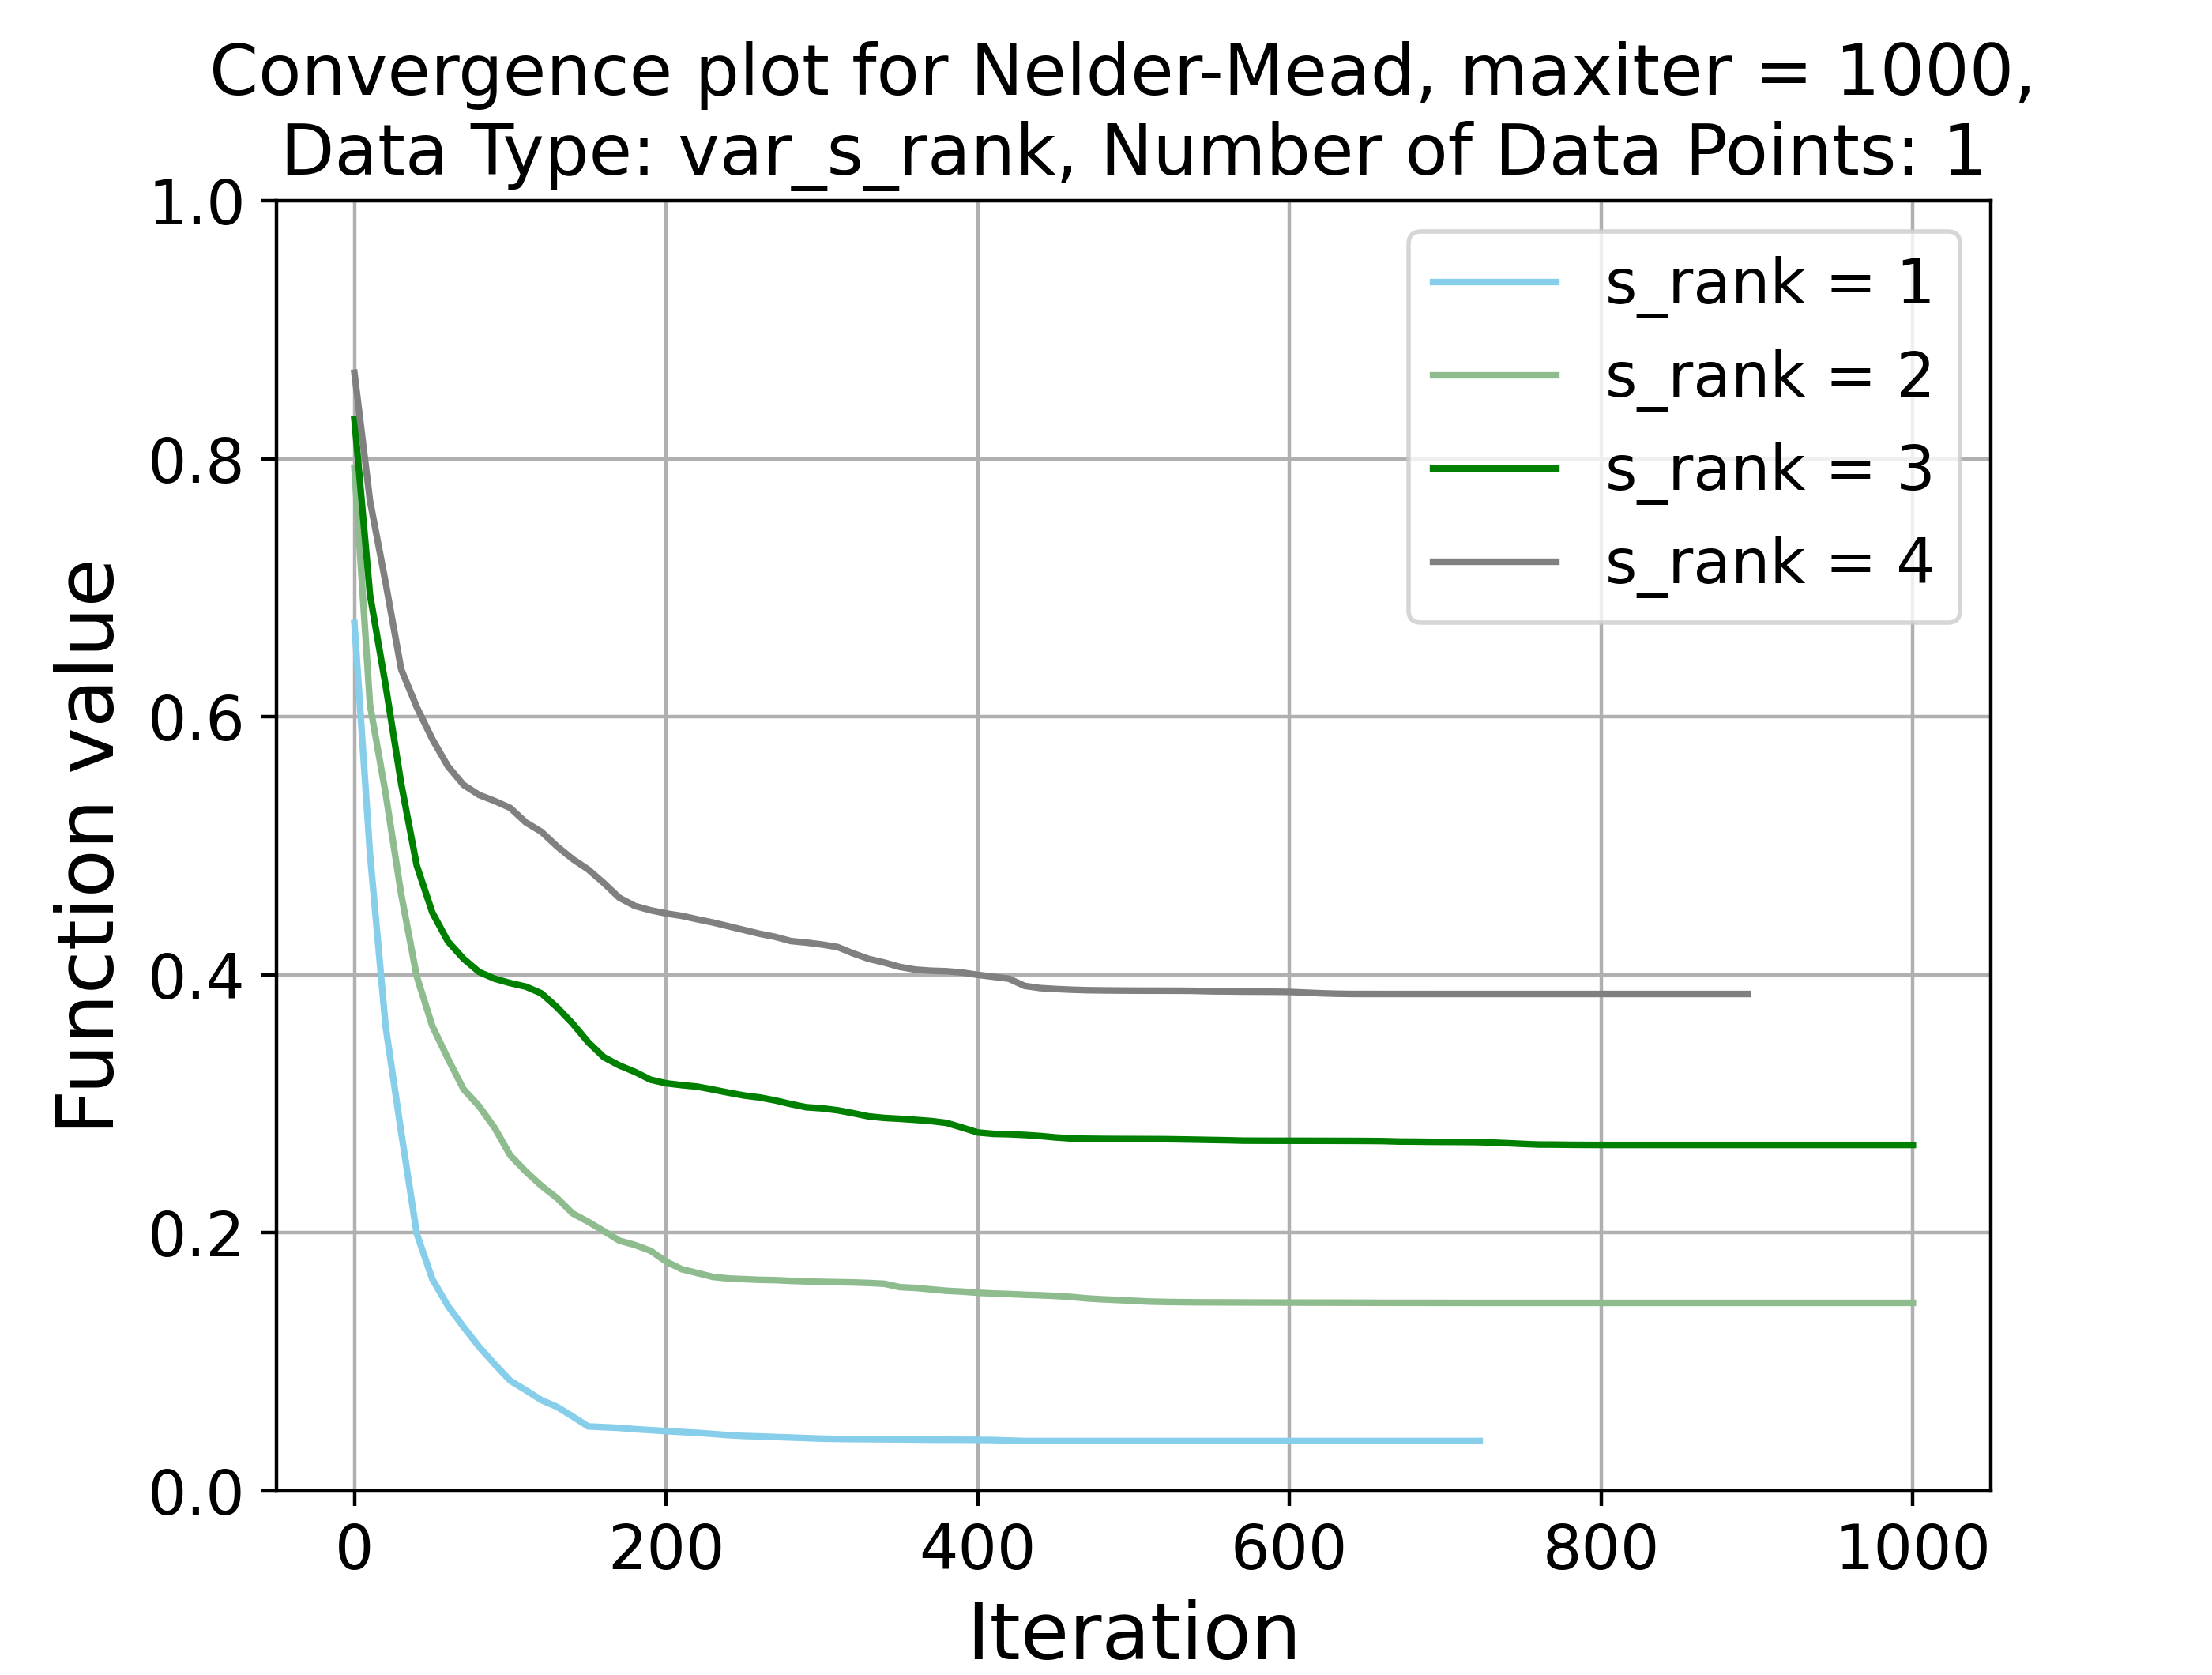 Convergence plot for Nelder-Mead, maxiter = 1000,
Data Type: var_s_rank, Number of Data Points: 1
1.0
0.8
0.6
0.4
0.2
0.0
Function value
s_rank = 1
s_rank = 2
s_rank = 3
s_rank = 4
0 200 400 600 800 1000
Iteration